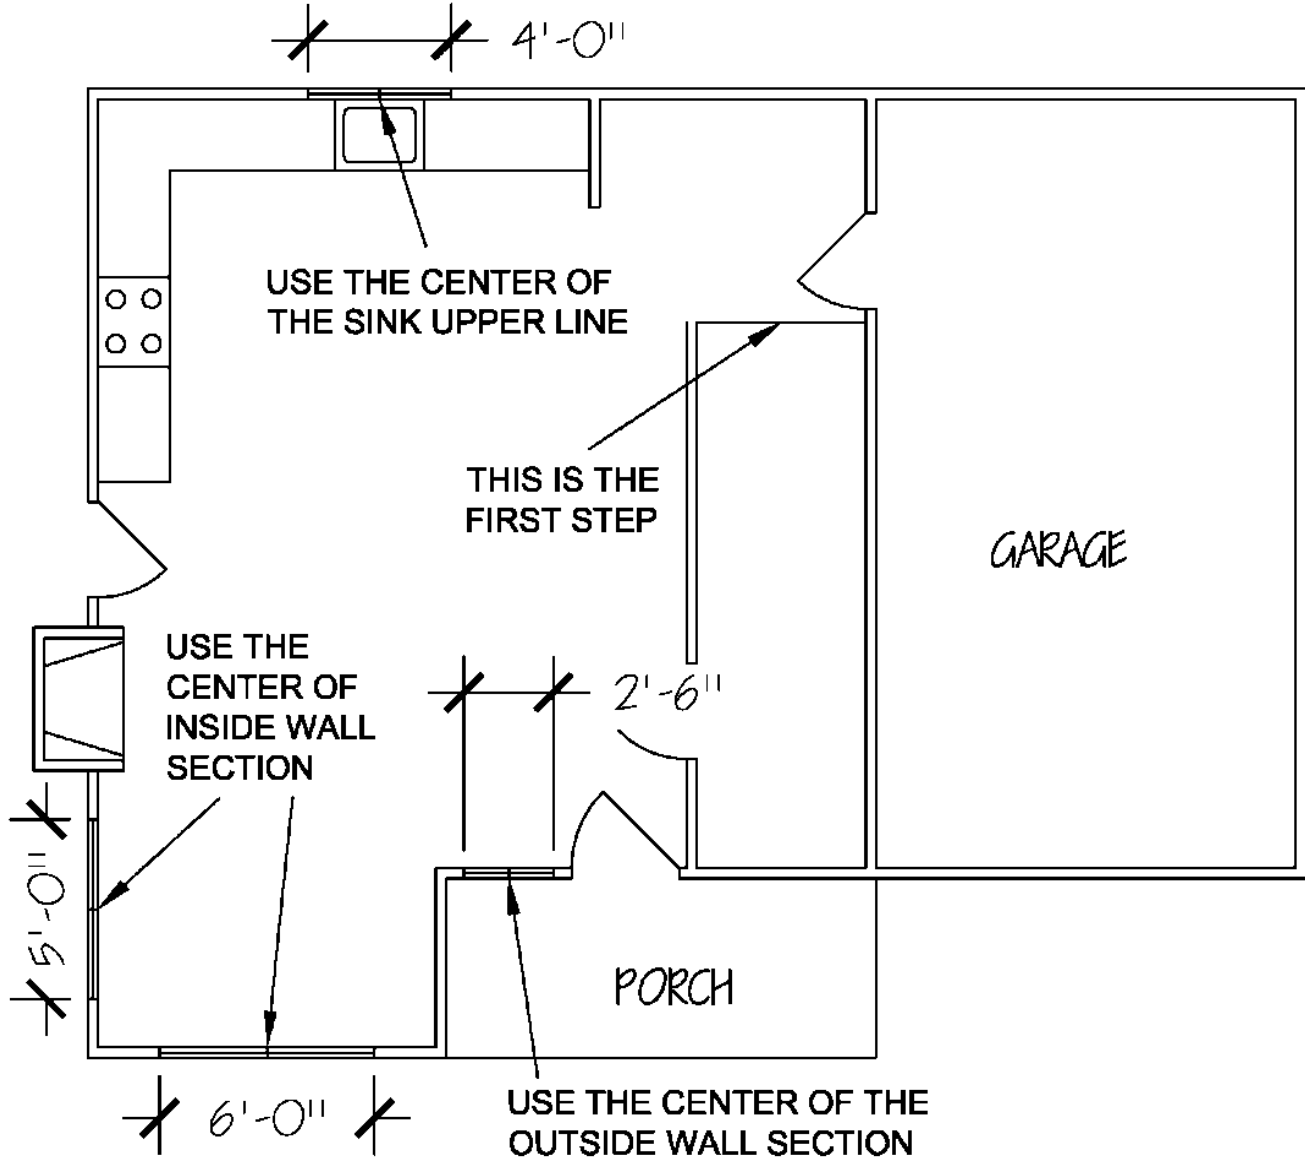 4'-0"
USE THE CENTER OF
THE SINK UPPER LINE
THIS IS THE
FIRST STEP
GARAGE
USE THE
CENTER OF
INSIDE WALL
SECTION
2'-6"
5'-0"
PORCH
6'-0"
USE THE CENTER OF THE
OUTSIDE WALL SECTION